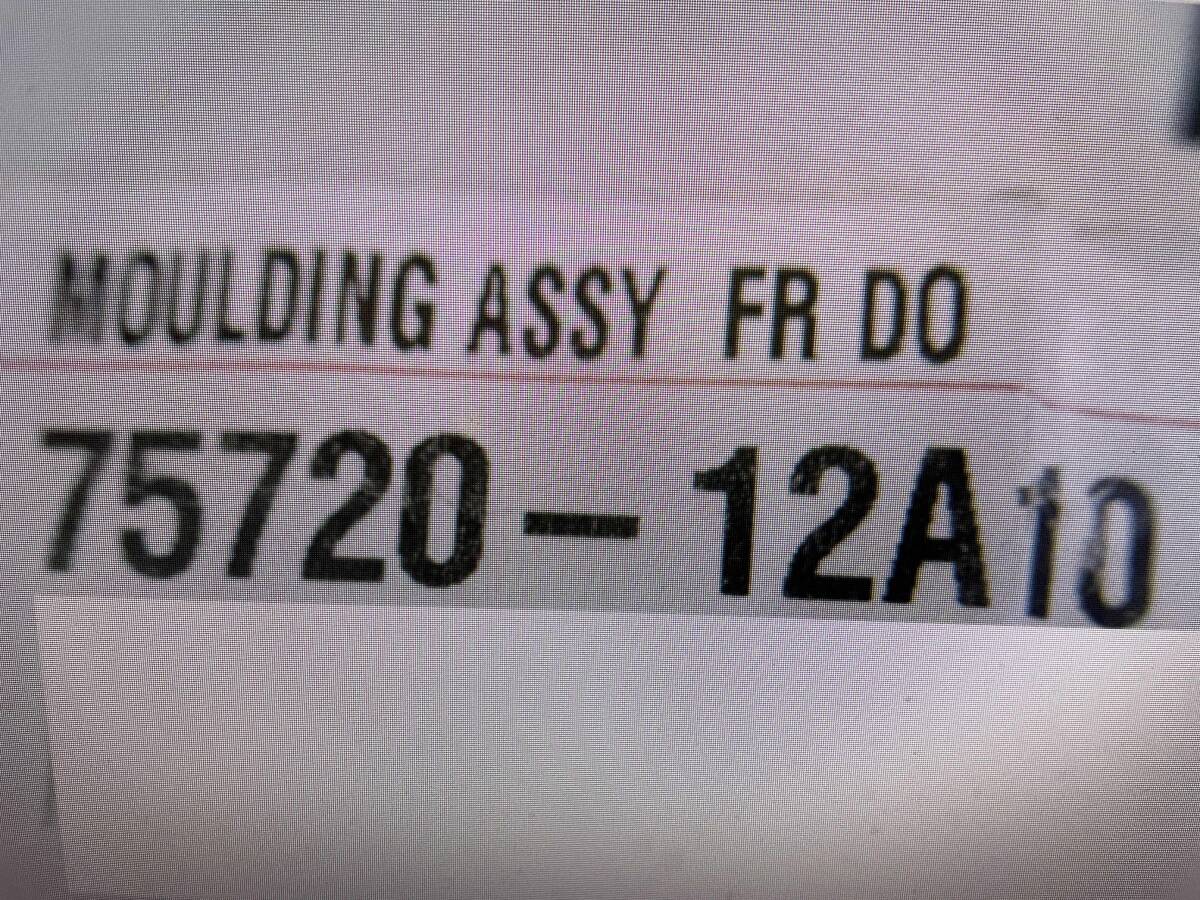 MOULDING ASSY FR DO
75720-12A10